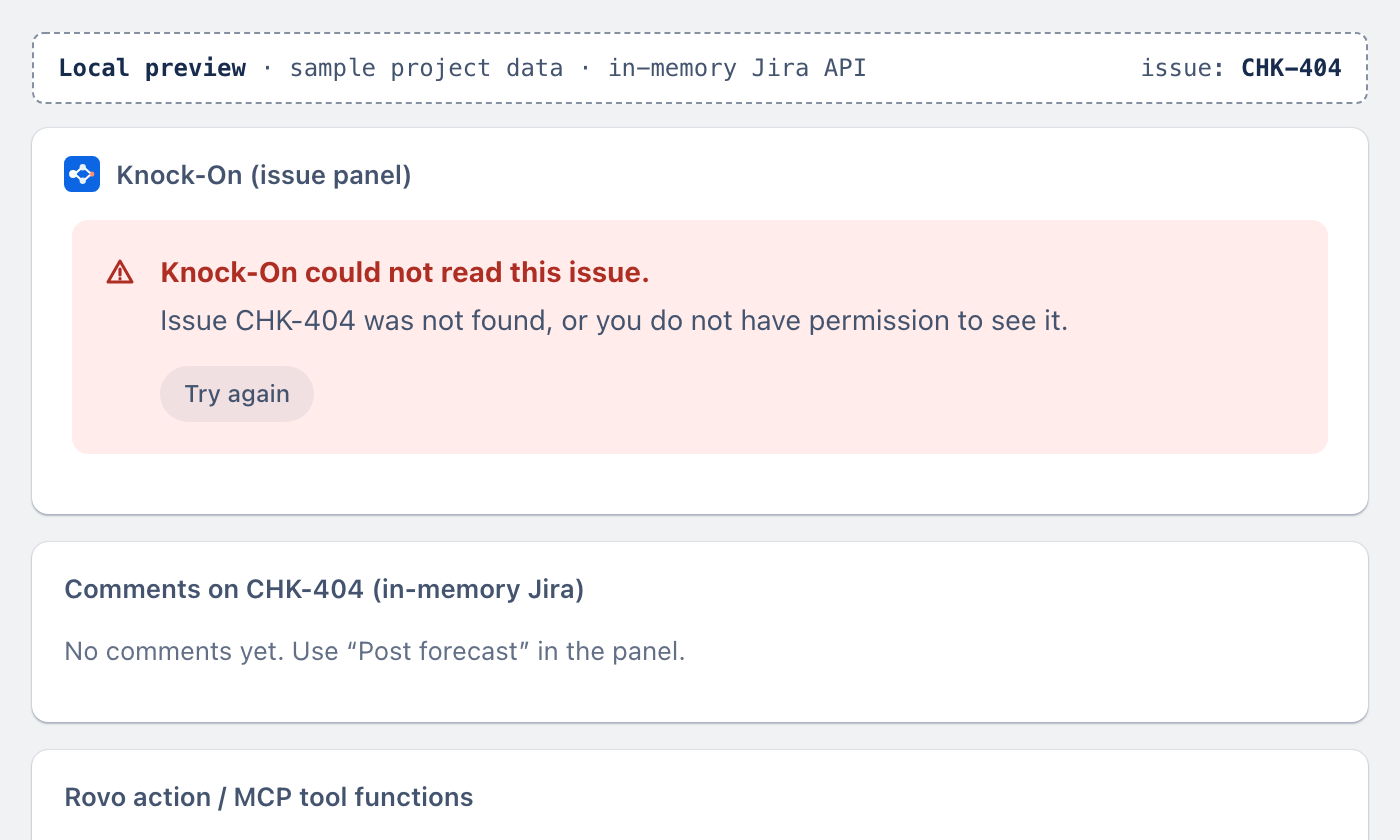 Local preview · sample project data · in-memory Jira API issue: CHK-404
Knock-On (issue panel)
Knock-On could not read this issue.
Issue CHK-404 was not found, or you do not have permission to see it.
Try again
Comments on CHK-404 (in-memory Jira)
No comments yet. Use “Post forecast” in the panel.
Rovo action / MCP tool functions